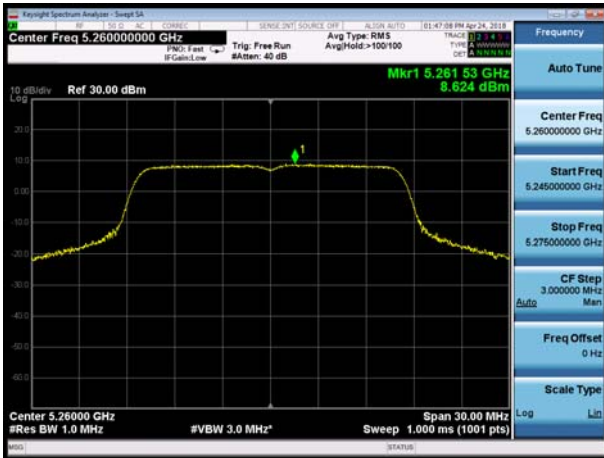 Keysight Spectrum Analyzer - Swept SA
RF 50 Ω AC CORREC SENSE:INT SOURCE OFF ALIGN AUTO 01:47:08 PM Apr 24, 2018
Center Freq 5.260000000 GHz
PNO: Fast
IFGain:Low
Trig: Free Run
#Atten: 40 dB
Avg Type: RMS
Avg|Hold:>100/100
TRACE 1 2 3 4 5 6
TYPE A WWWWW
DET A NNNNN
Mkr1 5.261 53 GHz
8.624 dBm
10 dB/div Ref 30.00 dBm
Log
20.0
10.0
0.00
-10.0
-20.0
-30.0
-40.0
-50.0
-60.0
1
Center 5.26000 GHz Span 30.00 MHz
#Res BW 1.0 MHz #VBW 3.0 MHz* Sweep 1.000 ms (1001 pts)
MSG STATUS
Frequency
Auto Tune
Center Freq
5.260000000 GHz
Start Freq
5.245000000 GHz
Stop Freq
5.275000000 GHz
CF Step
3.000000 MHz
Auto Man
Freq Offset
0 Hz
Scale Type
Log Lin